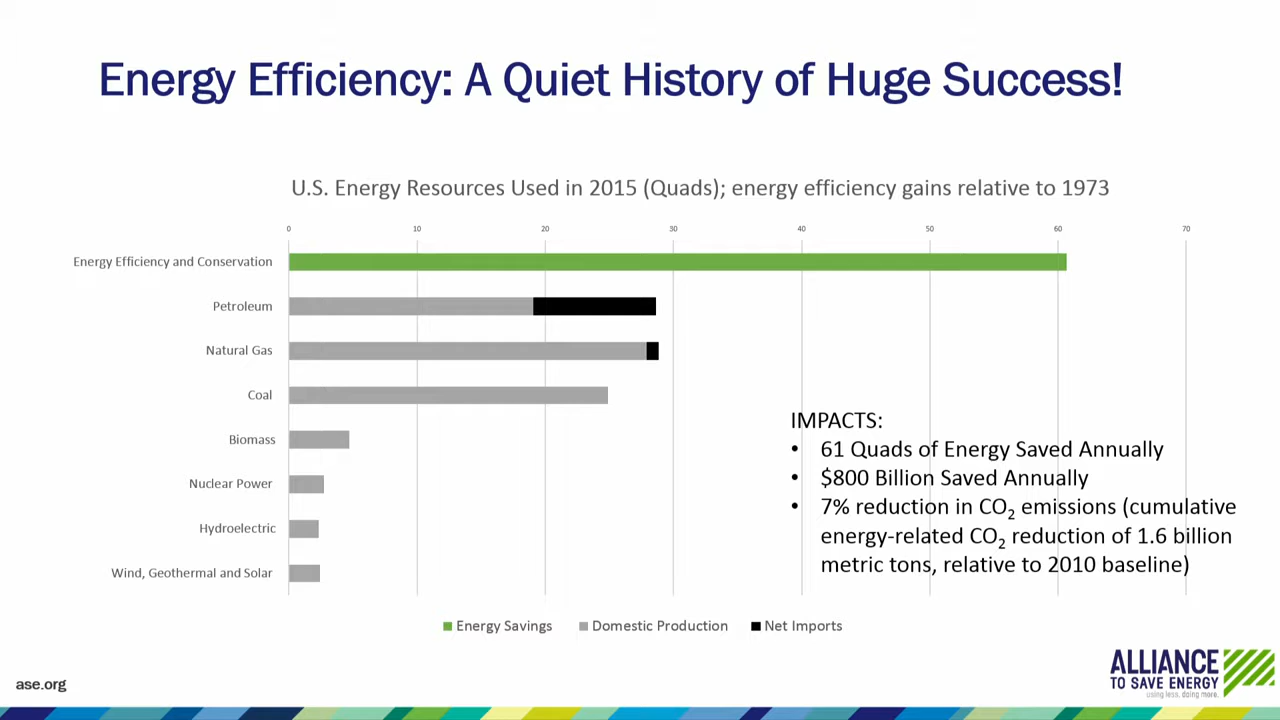 Energy Efficiency: A Quiet History of Huge Success!
U.S. Energy Resources Used in 2015 (Quads); energy efficiency gains relative to 1973
0 10 20 30 40 50 60 70
Energy Efficiency and Conservation
Petroleum
Natural Gas
Coal
Biomass
Nuclear Power
Hydroelectric
Wind, Geothermal and Solar
IMPACTS:
• 61 Quads of Energy Saved Annually
• $800 Billion Saved Annually
• 7% reduction in CO₂ emissions (cumulative
energy-related CO₂ reduction of 1.6 billion
metric tons, relative to 2010 baseline)
Energy Savings Domestic Production Net Imports
ase.org
ALLIANCE
TO SAVE ENERGY
using less. doing more.